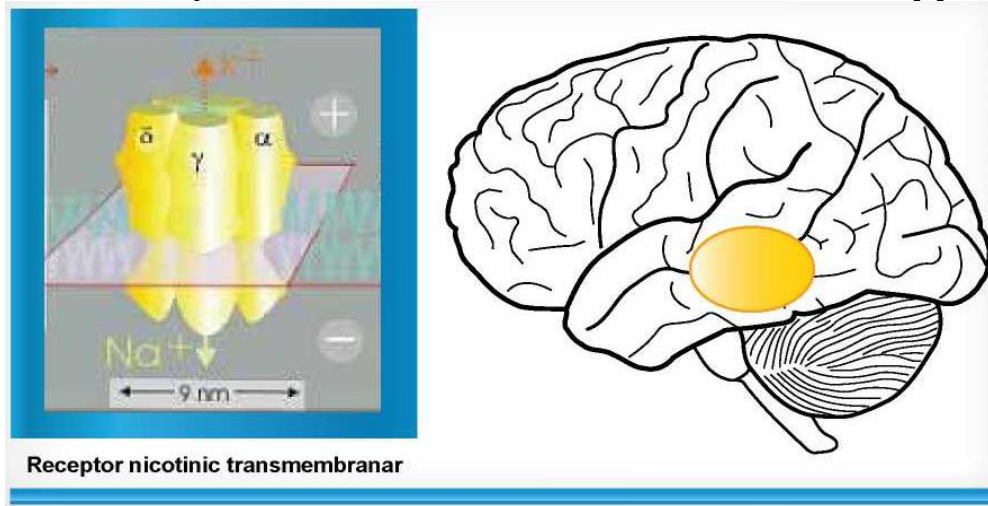 K+
+
α
γ
α
Na+
−
9 nm
Receptor nicotinic transmembranar